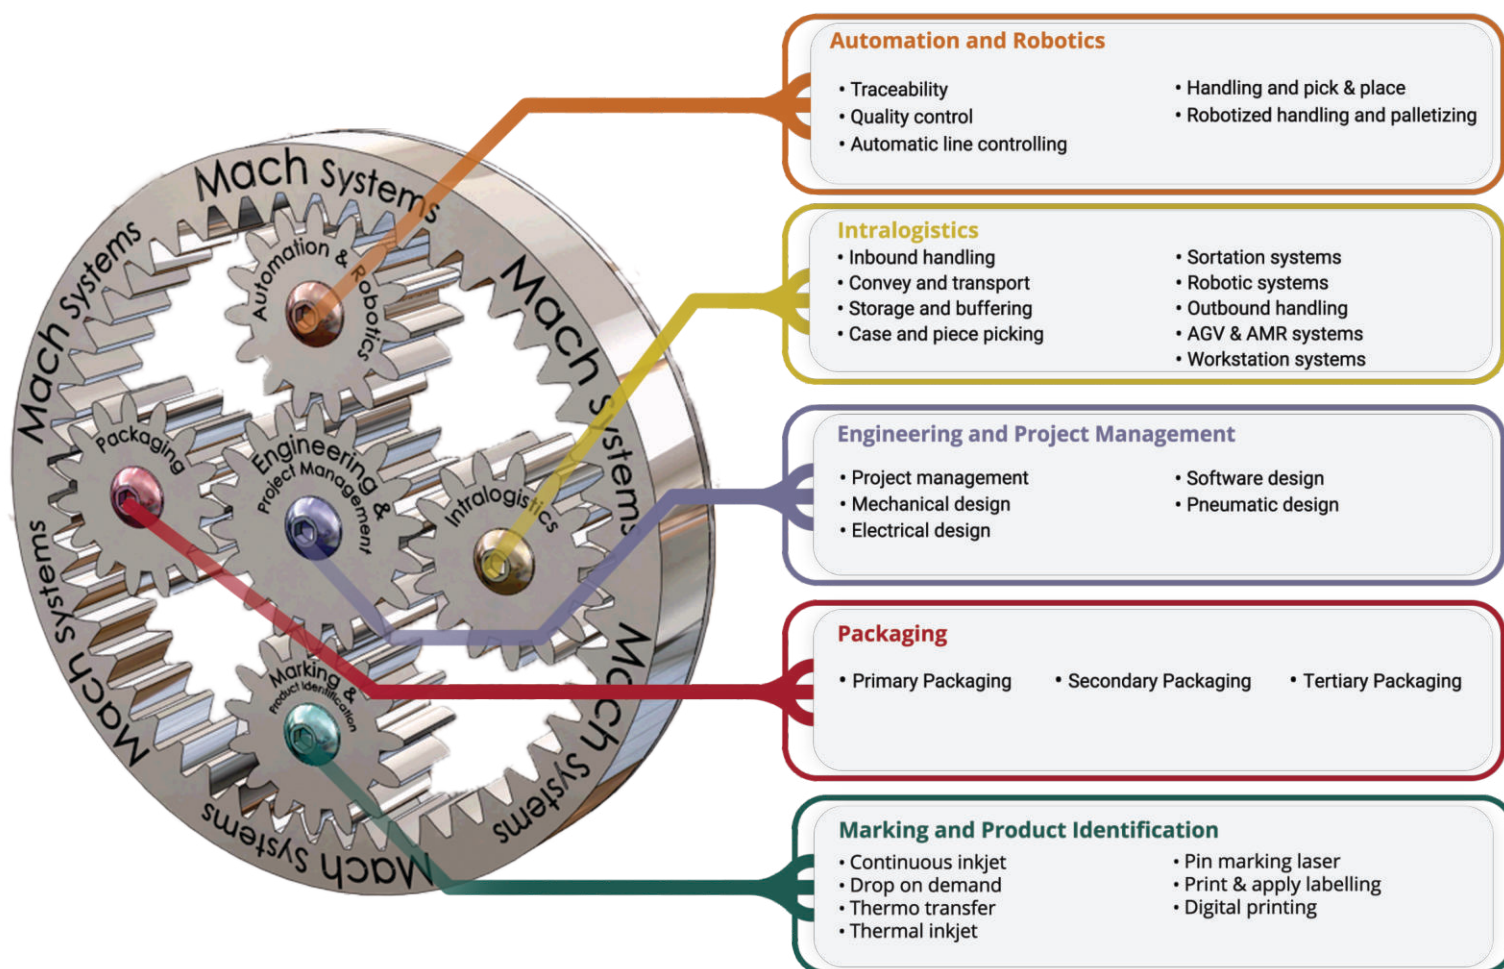 Mach Systems
Mach Systems
Mach Systems
Mach Systems
Mach Systems
Mach Systems
Mach Systems
Automation & Robotics
Packaging
Engineering &
Project Management
Intralogistics
Marking &
Product Identification
Automation and Robotics
• Traceability
• Quality control
• Automatic line controlling
• Handling and pick & place
• Robotized handling and palletizing
Intralogistics
• Inbound handling
• Convey and transport
• Storage and buffering
• Case and piece picking
• Sortation systems
• Robotic systems
• Outbound handling
• AGV & AMR systems
• Workstation systems
Engineering and Project Management
• Project management
• Mechanical design
• Electrical design
• Software design
• Pneumatic design
Packaging
• Primary Packaging
• Secondary Packaging
• Tertiary Packaging
Marking and Product Identification
• Continuous inkjet
• Drop on demand
• Thermo transfer
• Thermal inkjet
• Pin marking laser
• Print & apply labelling
• Digital printing